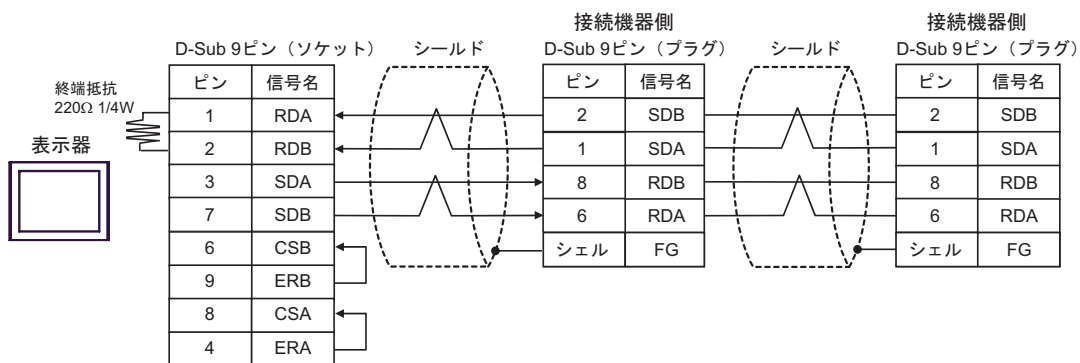 接続機器側
接続機器側
D-Sub 9ピン（ソケット）
シールド
D-Sub 9ピン（プラグ）
シールド
D-Sub 9ピン（プラグ）
終端抵抗
220Ω 1/4W
表示器
ピン 信号名
1 RDA
2 RDB
3 SDA
7 SDB
6 CSB
9 ERB
8 CSA
4 ERA
ピン 信号名
2 SDB
1 SDA
8 RDB
6 RDA
シェル FG
ピン 信号名
2 SDB
1 SDA
8 RDB
6 RDA
シェル FG